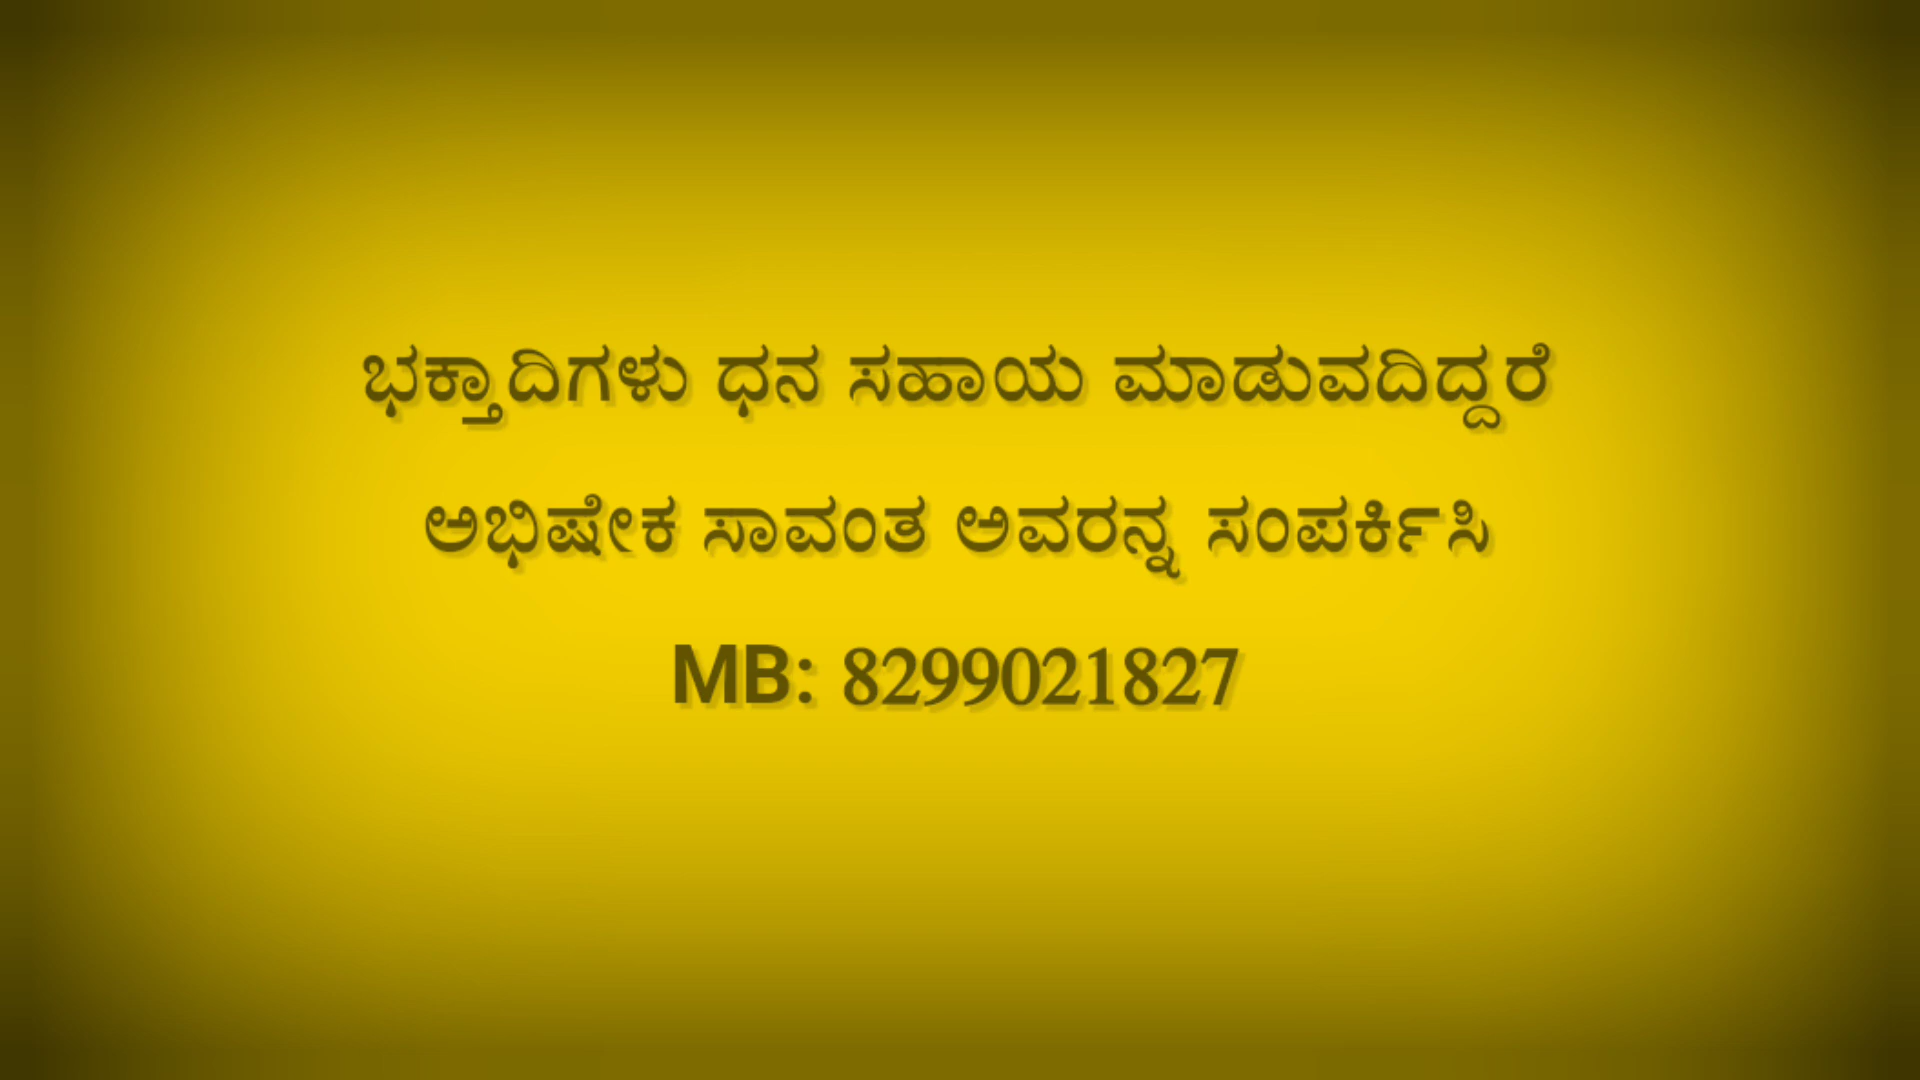 ಭಕ್ತಾದಿಗಳು ಧನ ಸಹಾಯ ಮಾಡುವದಿದ್ದರೆ
ಅಭಿಷೇಕ ಸಾವಂತ ಅವರನ್ನ ಸಂಪರ್ಕಿಸಿ
MB: 8299021827